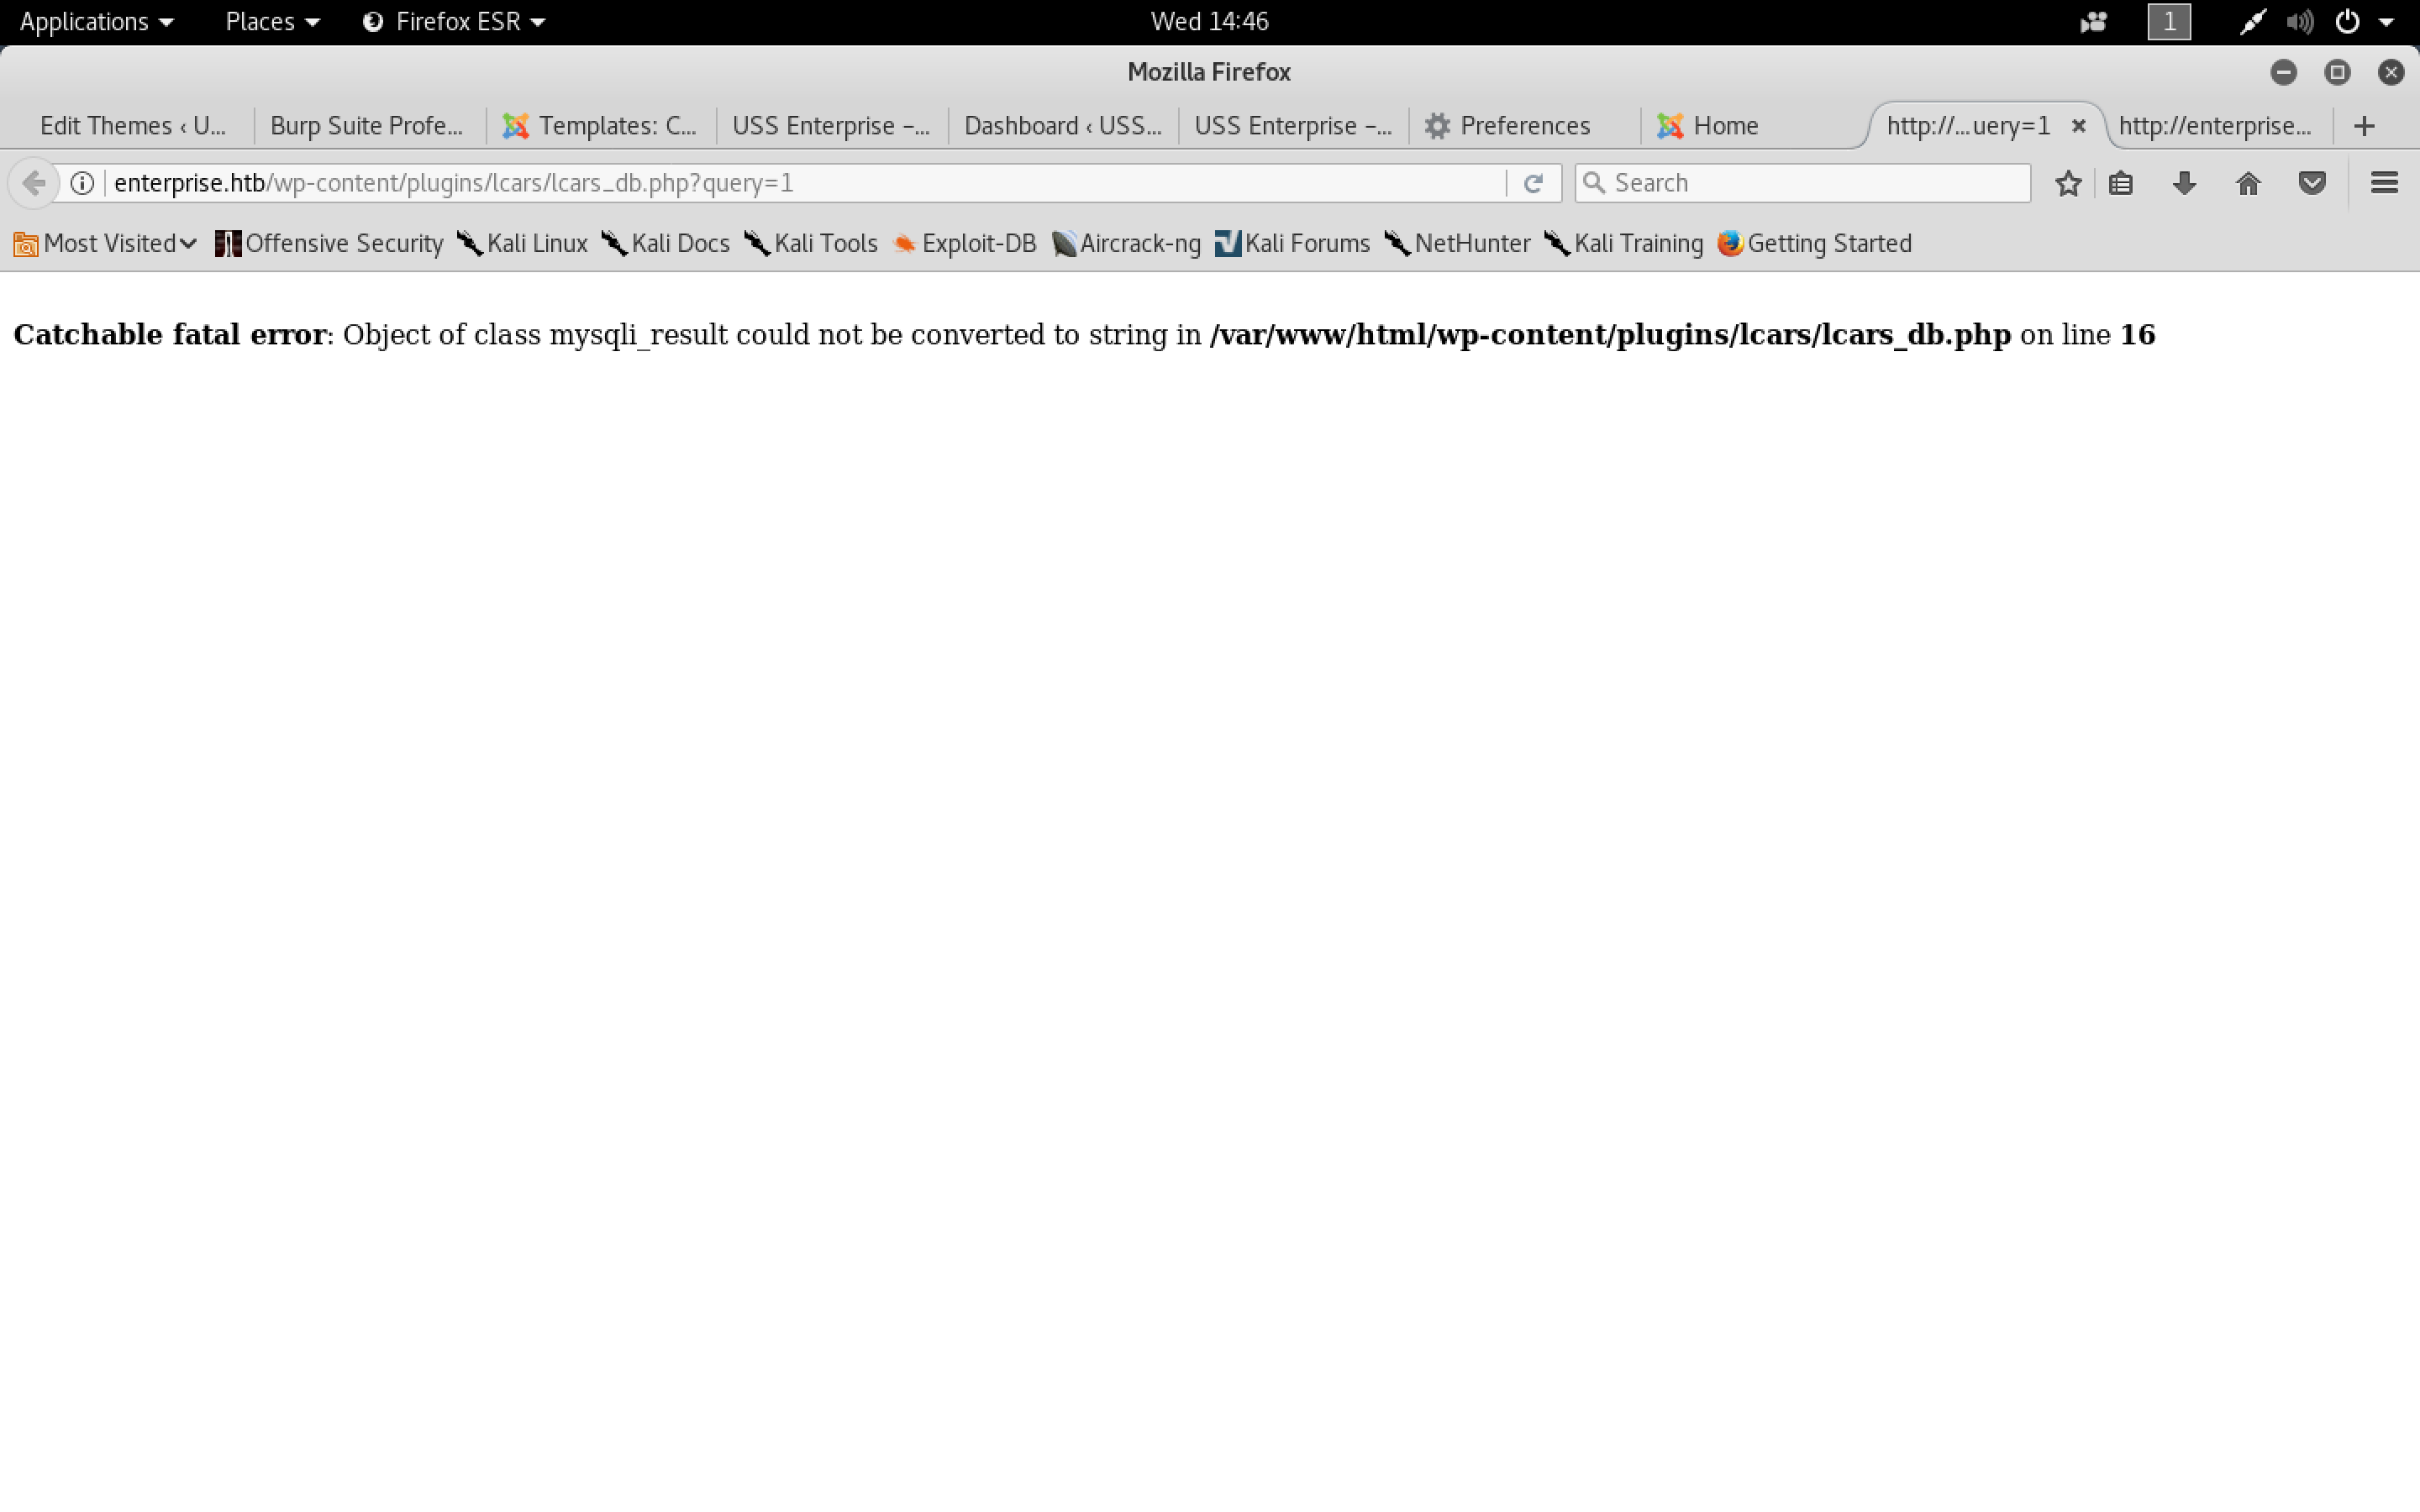 Applications Places Firefox ESR Wed 14:46 1
Mozilla Firefox
Edit Themes ‹ U... Burp Suite Profe... Templates: C... USS Enterprise –... Dashboard ‹ USS... USS Enterprise –... Preferences Home http://...uery=1 http://enterprise...
enterprise.htb/wp-content/plugins/lcars/lcars_db.php?query=1 Search
Most Visited Offensive Security Kali Linux Kali Docs Kali Tools Exploit-DB Aircrack-ng Kali Forums NetHunter Kali Training Getting Started
Catchable fatal error: Object of class mysqli_result could not be converted to string in /var/www/html/wp-content/plugins/lcars/lcars_db.php on line 16